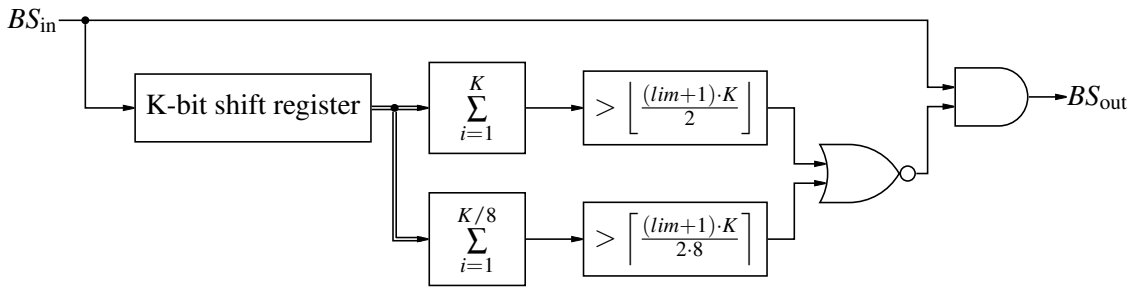 BS_in
K-bit shift register
K
∑
i=1
> ⌊ (lim+1)·K / 2 ⌋
BS_out
K/8
∑
i=1
> ⌈ (lim+1)·K / 2·8 ⌉